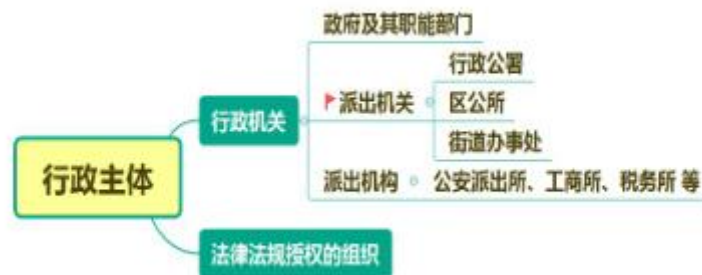 政府及其职能部门
行政公署
派出机关
区公所
行政机关
街道办事处
行政主体
派出机构
公安派出所、工商所、税务所 等
法律法规授权的组织